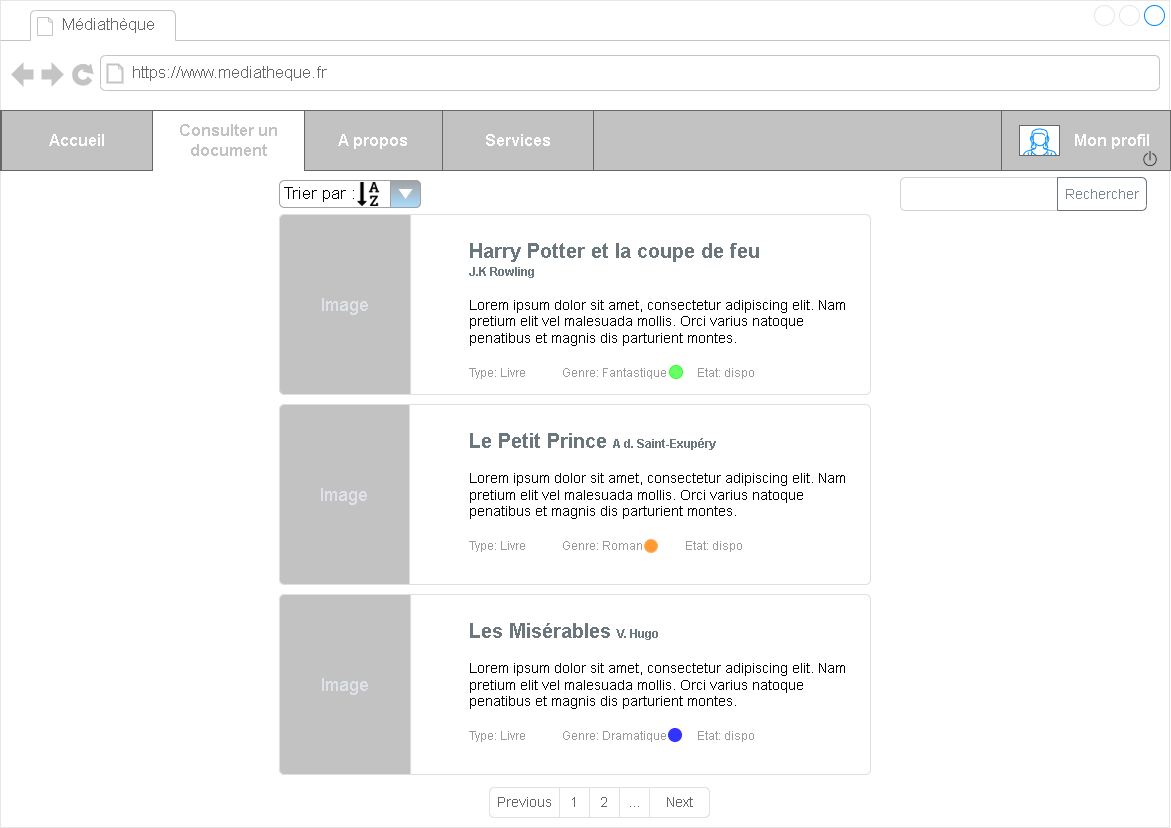 Médiathèque
https://www.mediatheque.fr
Accueil
Consulter un
document
A propos
Services
Mon profil
Trier par : A
Z
Rechercher
Image
Harry Potter et la coupe de feu
J.K Rowling
Lorem ipsum dolor sit amet, consectetur adipiscing elit. Nam
pretium elit vel malesuada mollis. Orci varius natoque
penatibus et magnis dis parturient montes.
Type: Livre Genre: Fantastique Etat: dispo
Image
Le Petit Prince A d. Saint-Exupéry
Lorem ipsum dolor sit amet, consectetur adipiscing elit. Nam
pretium elit vel malesuada mollis. Orci varius natoque
penatibus et magnis dis parturient montes.
Type: Livre Genre: Roman Etat: dispo
Image
Les Misérables V. Hugo
Lorem ipsum dolor sit amet, consectetur adipiscing elit. Nam
pretium elit vel malesuada mollis. Orci varius natoque
penatibus et magnis dis parturient montes.
Type: Livre Genre: Dramatique Etat: dispo
Previous 1 2 ... Next